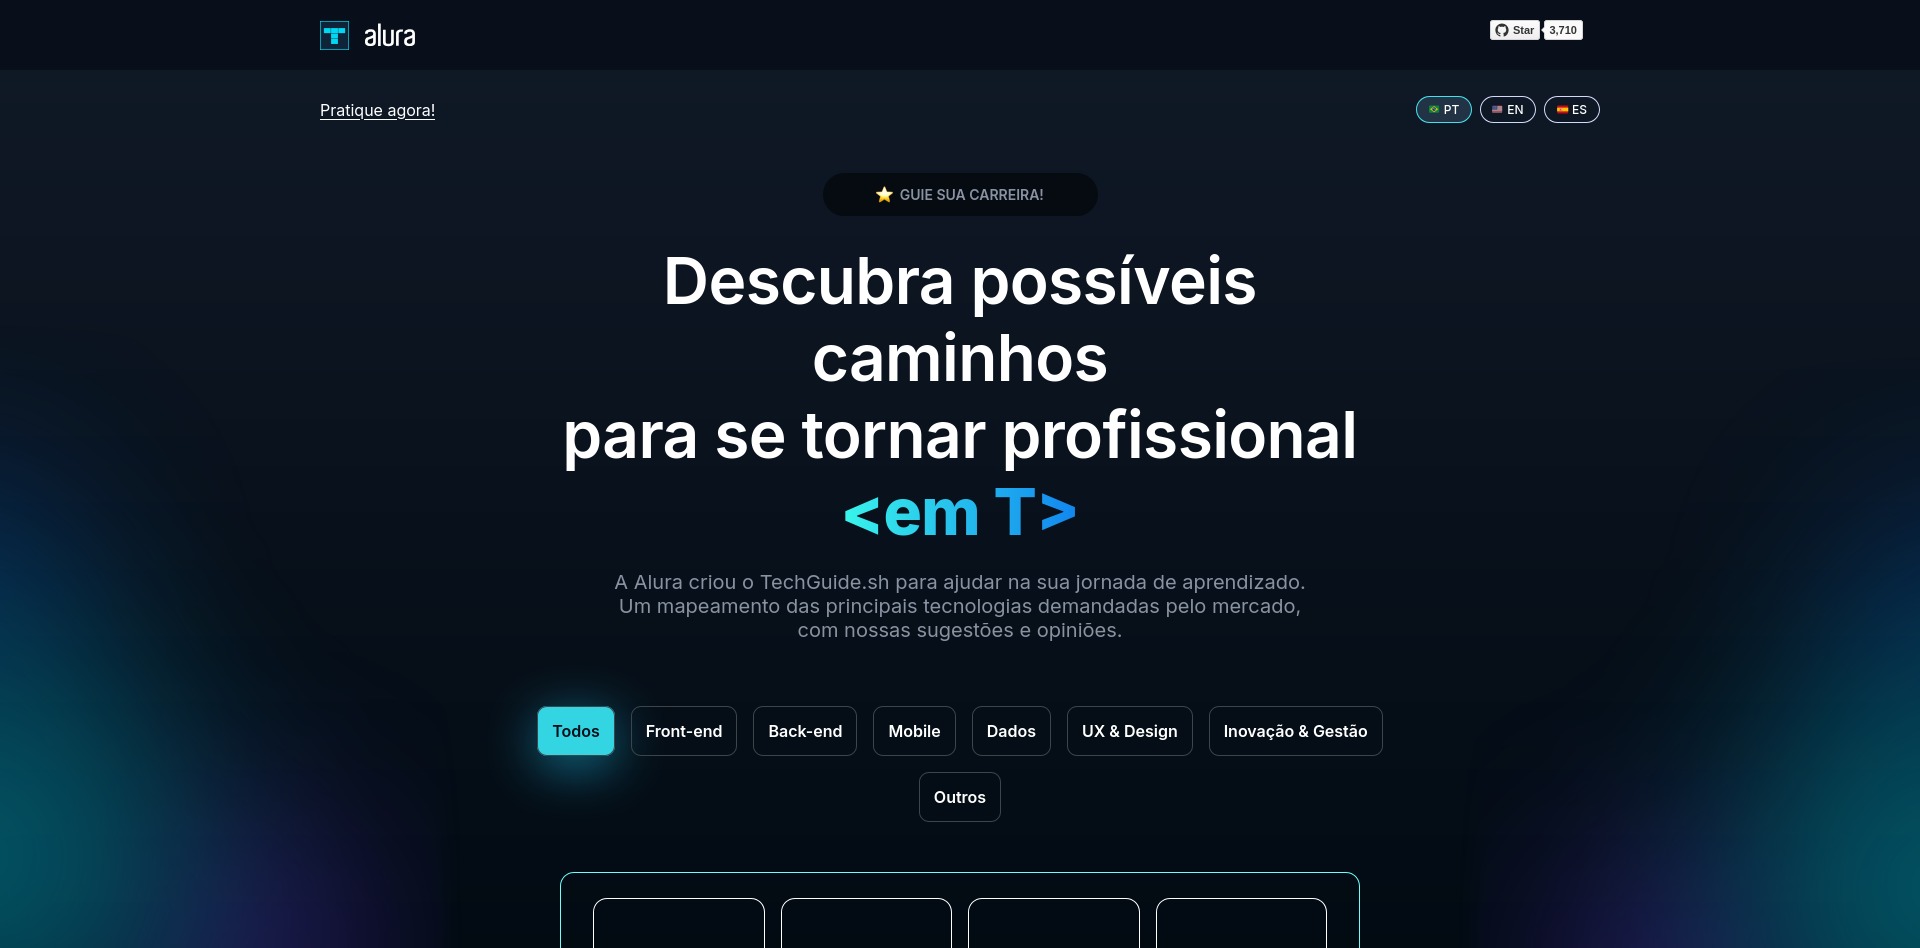 alura
Star 3,710
Pratique agora!
PT EN ES
GUIE SUA CARREIRA!
Descubra possíveis
caminhos
para se tornar profissional
<em T>
A Alura criou o TechGuide.sh para ajudar na sua jornada de aprendizado.
Um mapeamento das principais tecnologias demandadas pelo mercado,
com nossas sugestões e opiniões.
Todos Front-end Back-end Mobile Dados UX & Design Inovação & Gestão
Outros